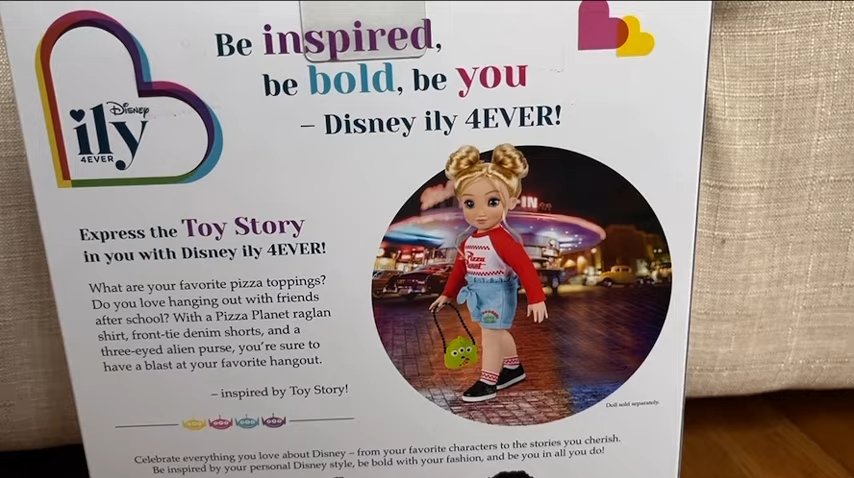 Be inspired,
be bold, be you
– Disney ily 4EVER!
Disney
ily
4EVER
Express the Toy Story
in you with Disney ily 4EVER!
What are your favorite pizza toppings?
Do you love hanging out with friends
after school? With a Pizza Planet raglan
shirt, front-tie denim shorts, and a
three-eyed alien purse, you're sure to
have a blast at your favorite hangout.
– inspired by Toy Story!
-IN
Pizza
Planet
Doll sold separately.
Celebrate everything you love about Disney – from your favorite characters to the stories you cherish.
Be inspired by your personal Disney style, be bold with your fashion, and be you in all you do!